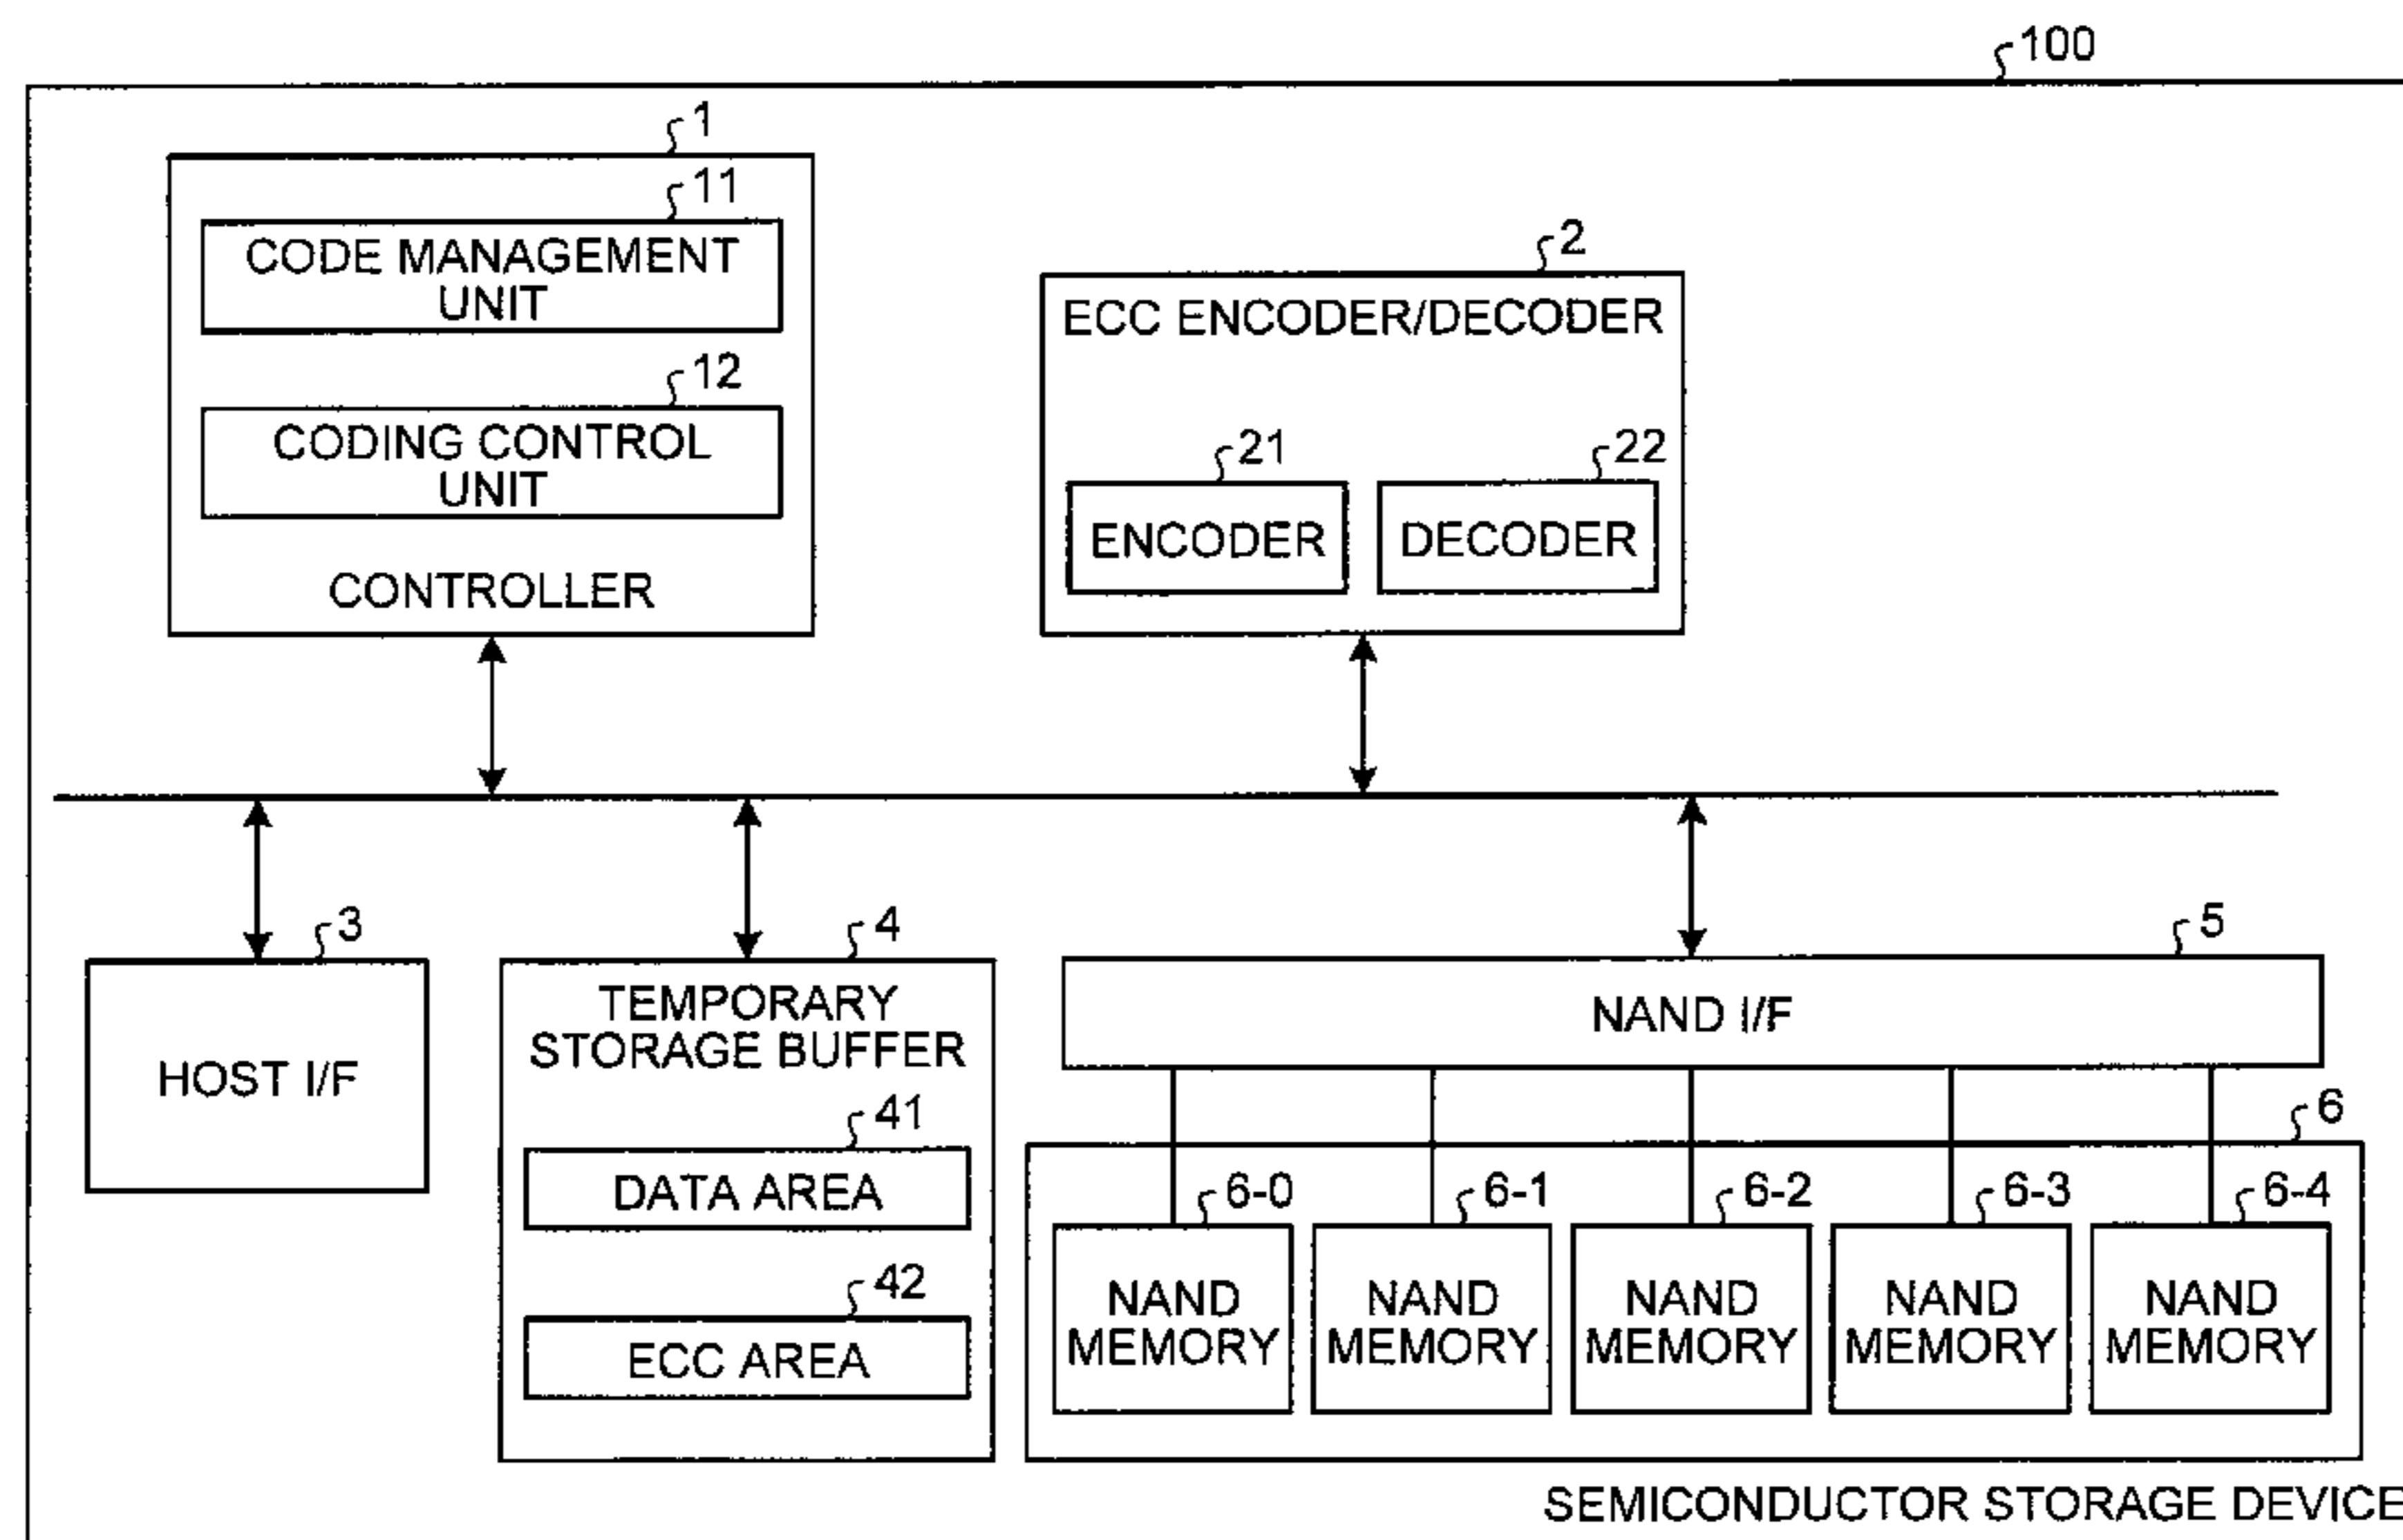 100
1
11
CODE MANAGEMENT
UNIT
12
CODING CONTROL
UNIT
CONTROLLER
2
ECC ENCODER/DECODER
21
ENCODER
22
DECODER
3
HOST I/F
4
TEMPORARY
STORAGE BUFFER
41
DATA AREA
42
ECC AREA
5
NAND I/F
6
6-0
NAND
MEMORY
6-1
NAND
MEMORY
6-2
NAND
MEMORY
6-3
NAND
MEMORY
6-4
NAND
MEMORY
SEMICONDUCTOR STORAGE DEVICE